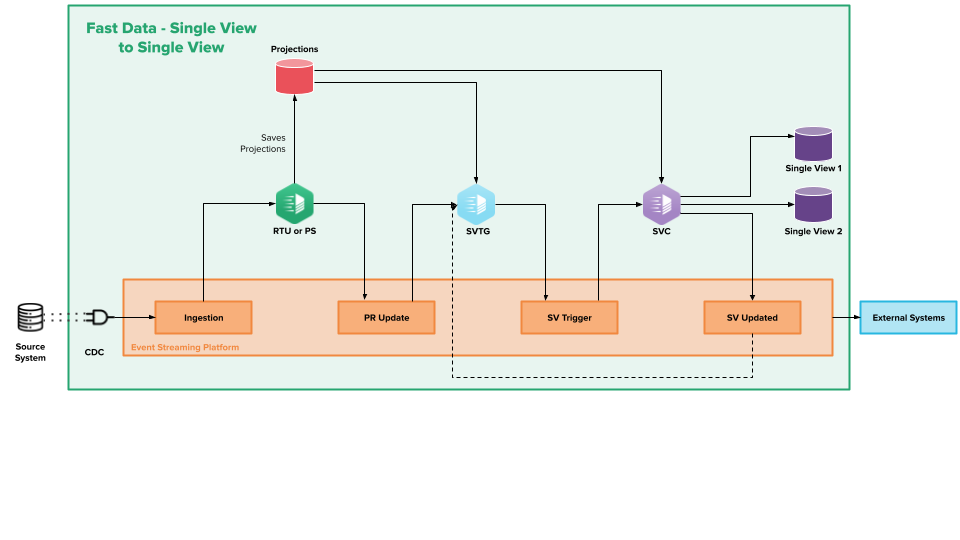 Fast Data - Single View
to Single View
Projections
Saves
Projections
Single View 1
RTU or PS
SVTG
SVC
Single View 2
Ingestion
PR Update
SV Trigger
SV Updated
External Systems
Source
System
CDC
Event Streaming Platform